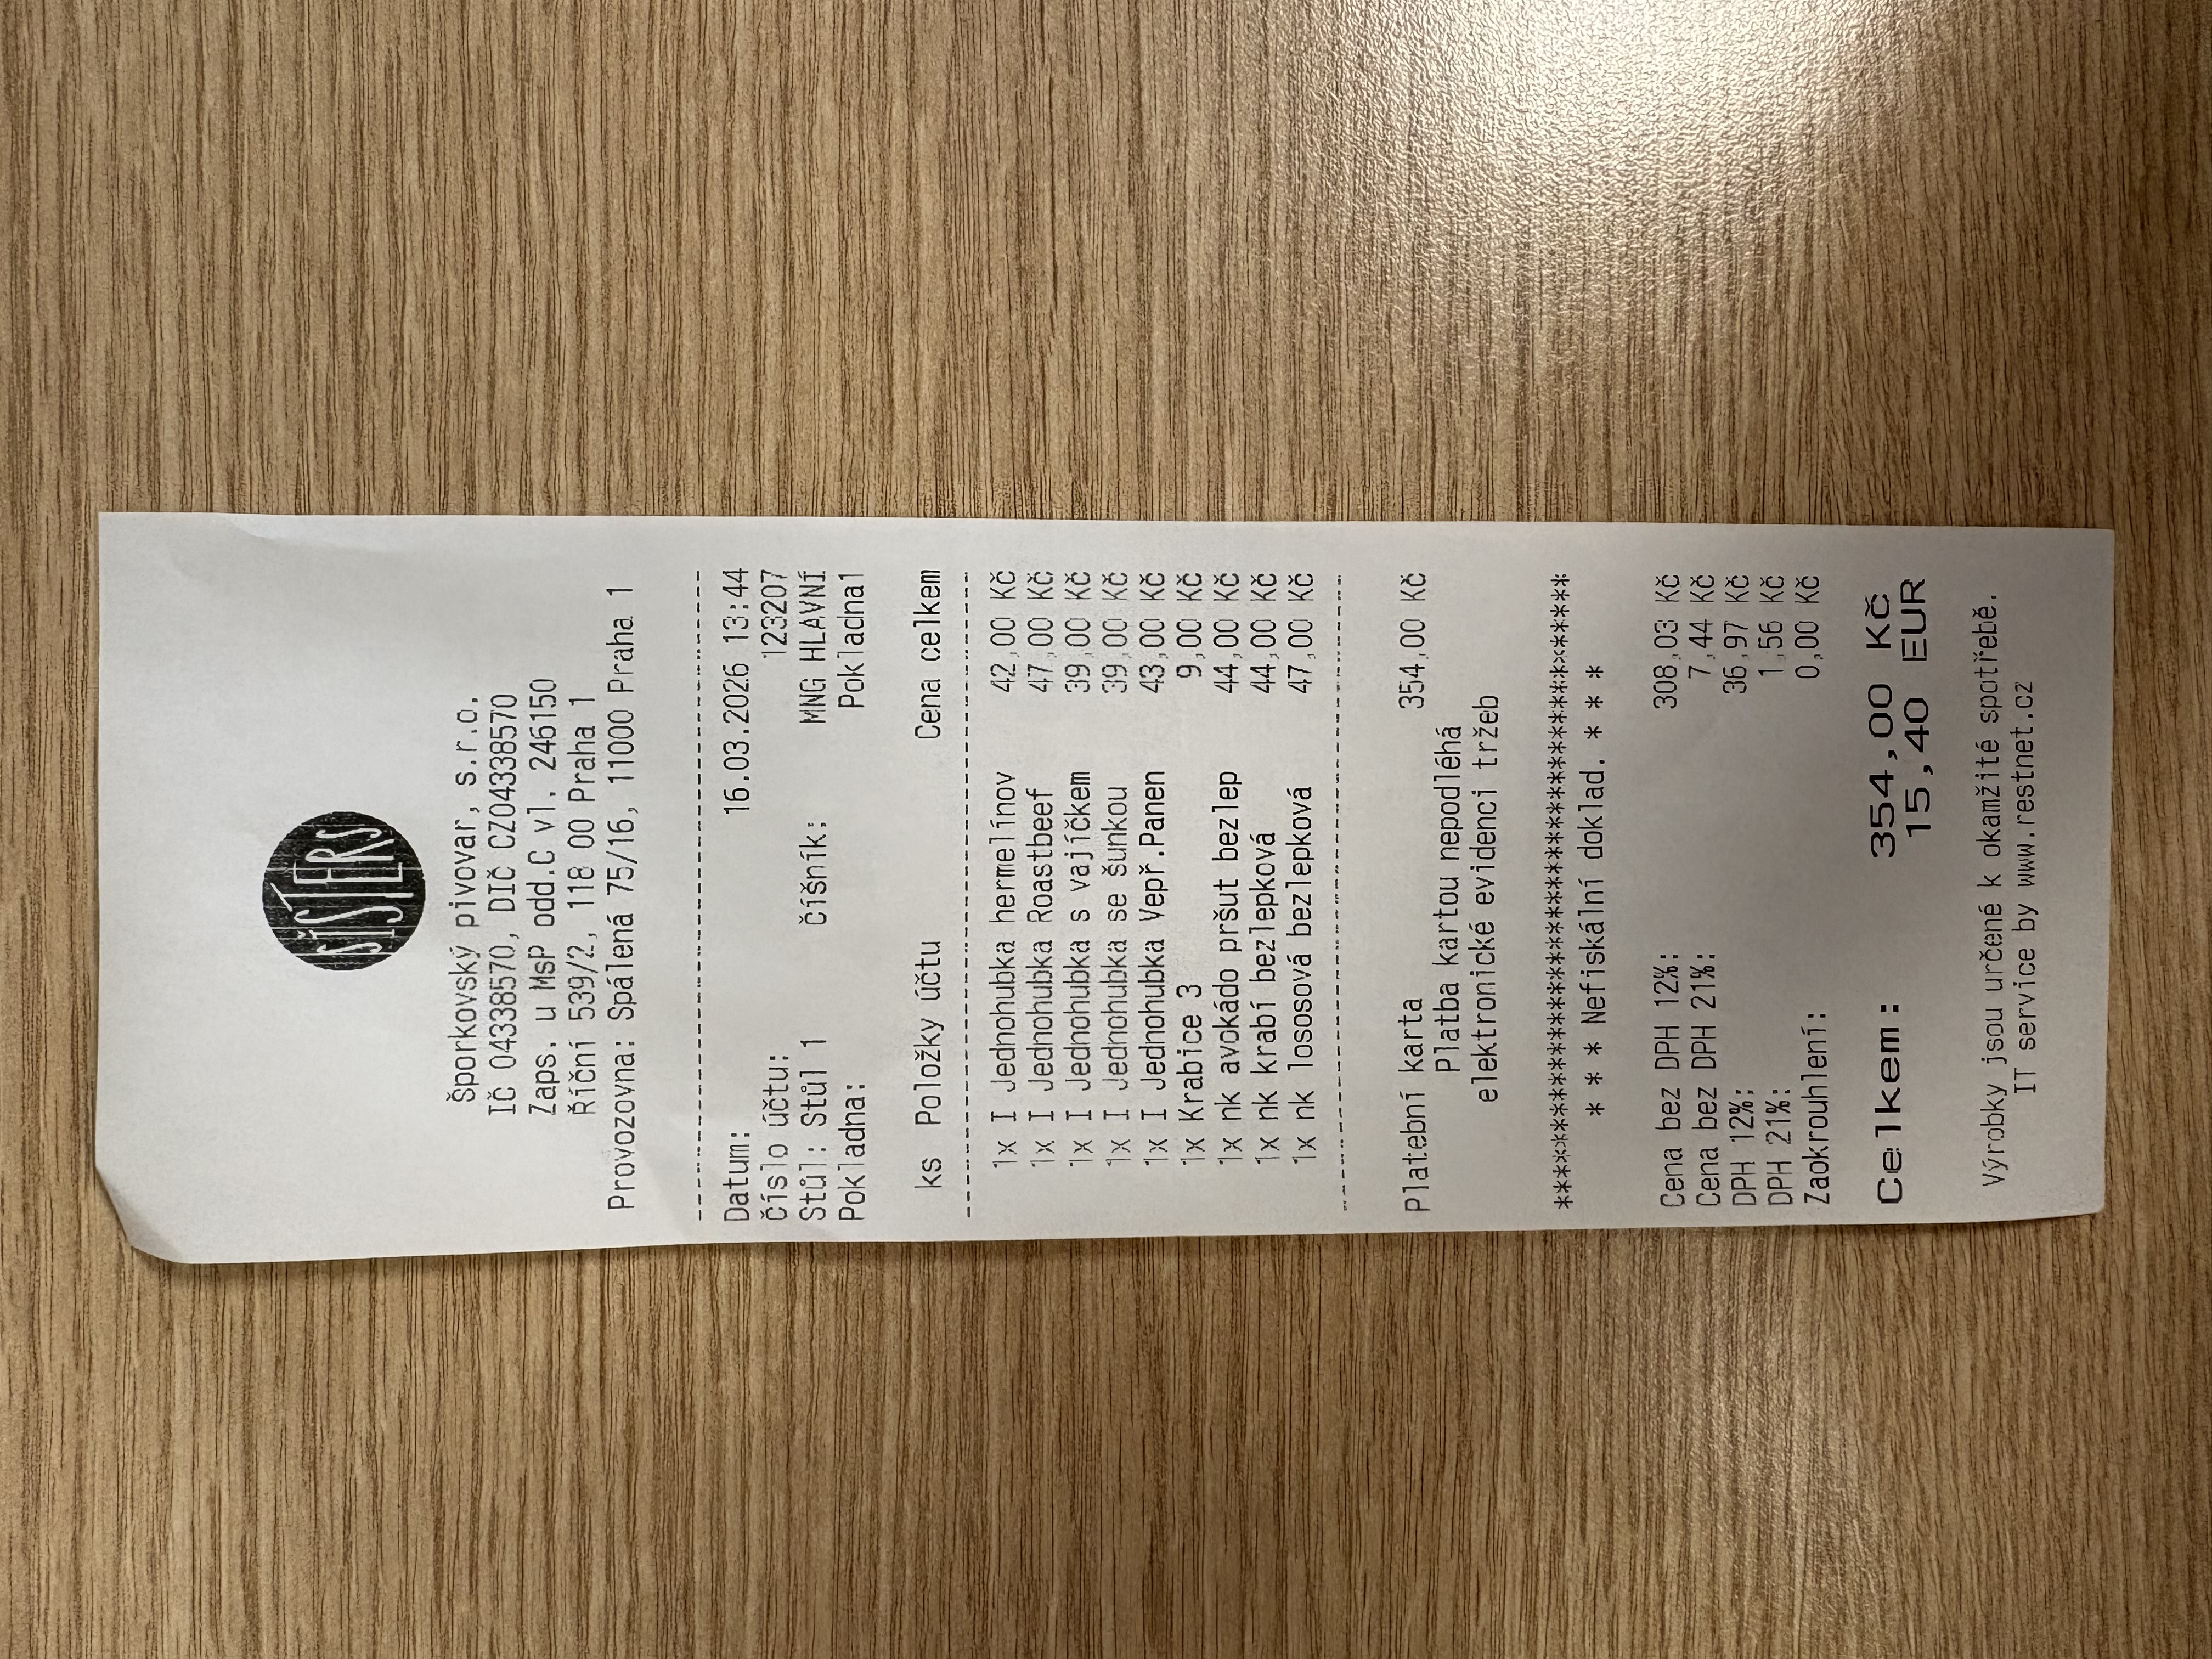 SISTERS
Šporkovský pivovar, s.r.o.
IČ 04338570, DIČ CZ04338570
Zaps. u MsP odd.C vl. 246150
Říční 539/2, 118 00 Praha 1
Provozovna: Spálená 75/16, 11000 Praha 1
Datum: 16.03.2026 13:44
Číslo účtu: 123207
Stůl: Stůl 1 Číšník: MNG HLAVNÍ
Pokladna: Pokladna1
ks Položky účtu Cena celkem
1x I Jednohubka hermelínov 42,00 Kč
1x I Jednohubka Roastbeef 47,00 Kč
1x I Jednohubka s vajíčkem 39,00 Kč
1x I Jednohubka se šunkou 39,00 Kč
1x I Jednohubka Vepř.Panen 43,00 Kč
1x Krabice 3 9,00 Kč
1x nk avokádo pršut bezlep 44,00 Kč
1x nk krabí bezlepková 44,00 Kč
1x nk lososová bezlepková 47,00 Kč
Platební karta 354,00 Kč
Platba kartou nepodléhá
elektronické evidenci tržeb
****************************************
* * * Nefiskální doklad. * * *
Cena bez DPH 12%: 308,03 Kč
Cena bez DPH 21%: 7,44 Kč
DPH 12%: 36,97 Kč
DPH 21%: 1,56 Kč
Zaokrouhlení: 0,00 Kč
Celkem: 354,00 Kč
15,40 EUR
Výrobky jsou určené k okamžité spotřebě.
IT service by www.restnet.cz